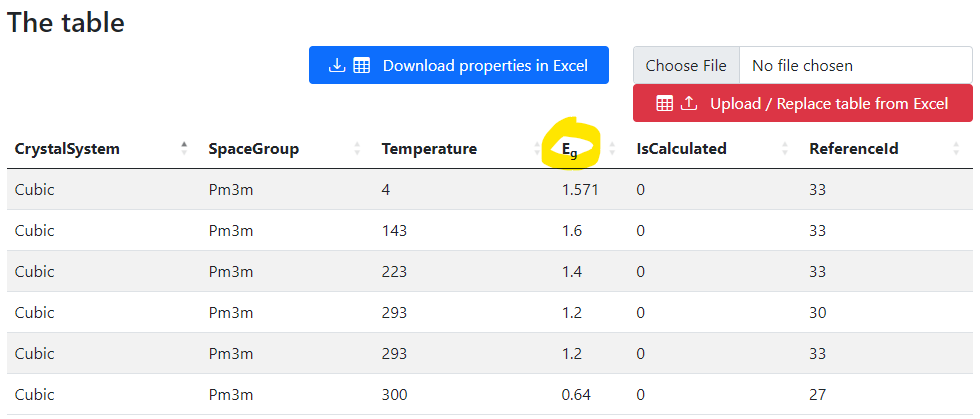 The table
Download properties in Excel
Choose File No file chosen
Upload / Replace table from Excel
CrystalSystem SpaceGroup Temperature Eg IsCalculated ReferenceId
Cubic Pm3m 4 1.571 0 33
Cubic Pm3m 143 1.6 0 33
Cubic Pm3m 223 1.4 0 33
Cubic Pm3m 293 1.2 0 30
Cubic Pm3m 293 1.2 0 33
Cubic Pm3m 300 0.64 0 27